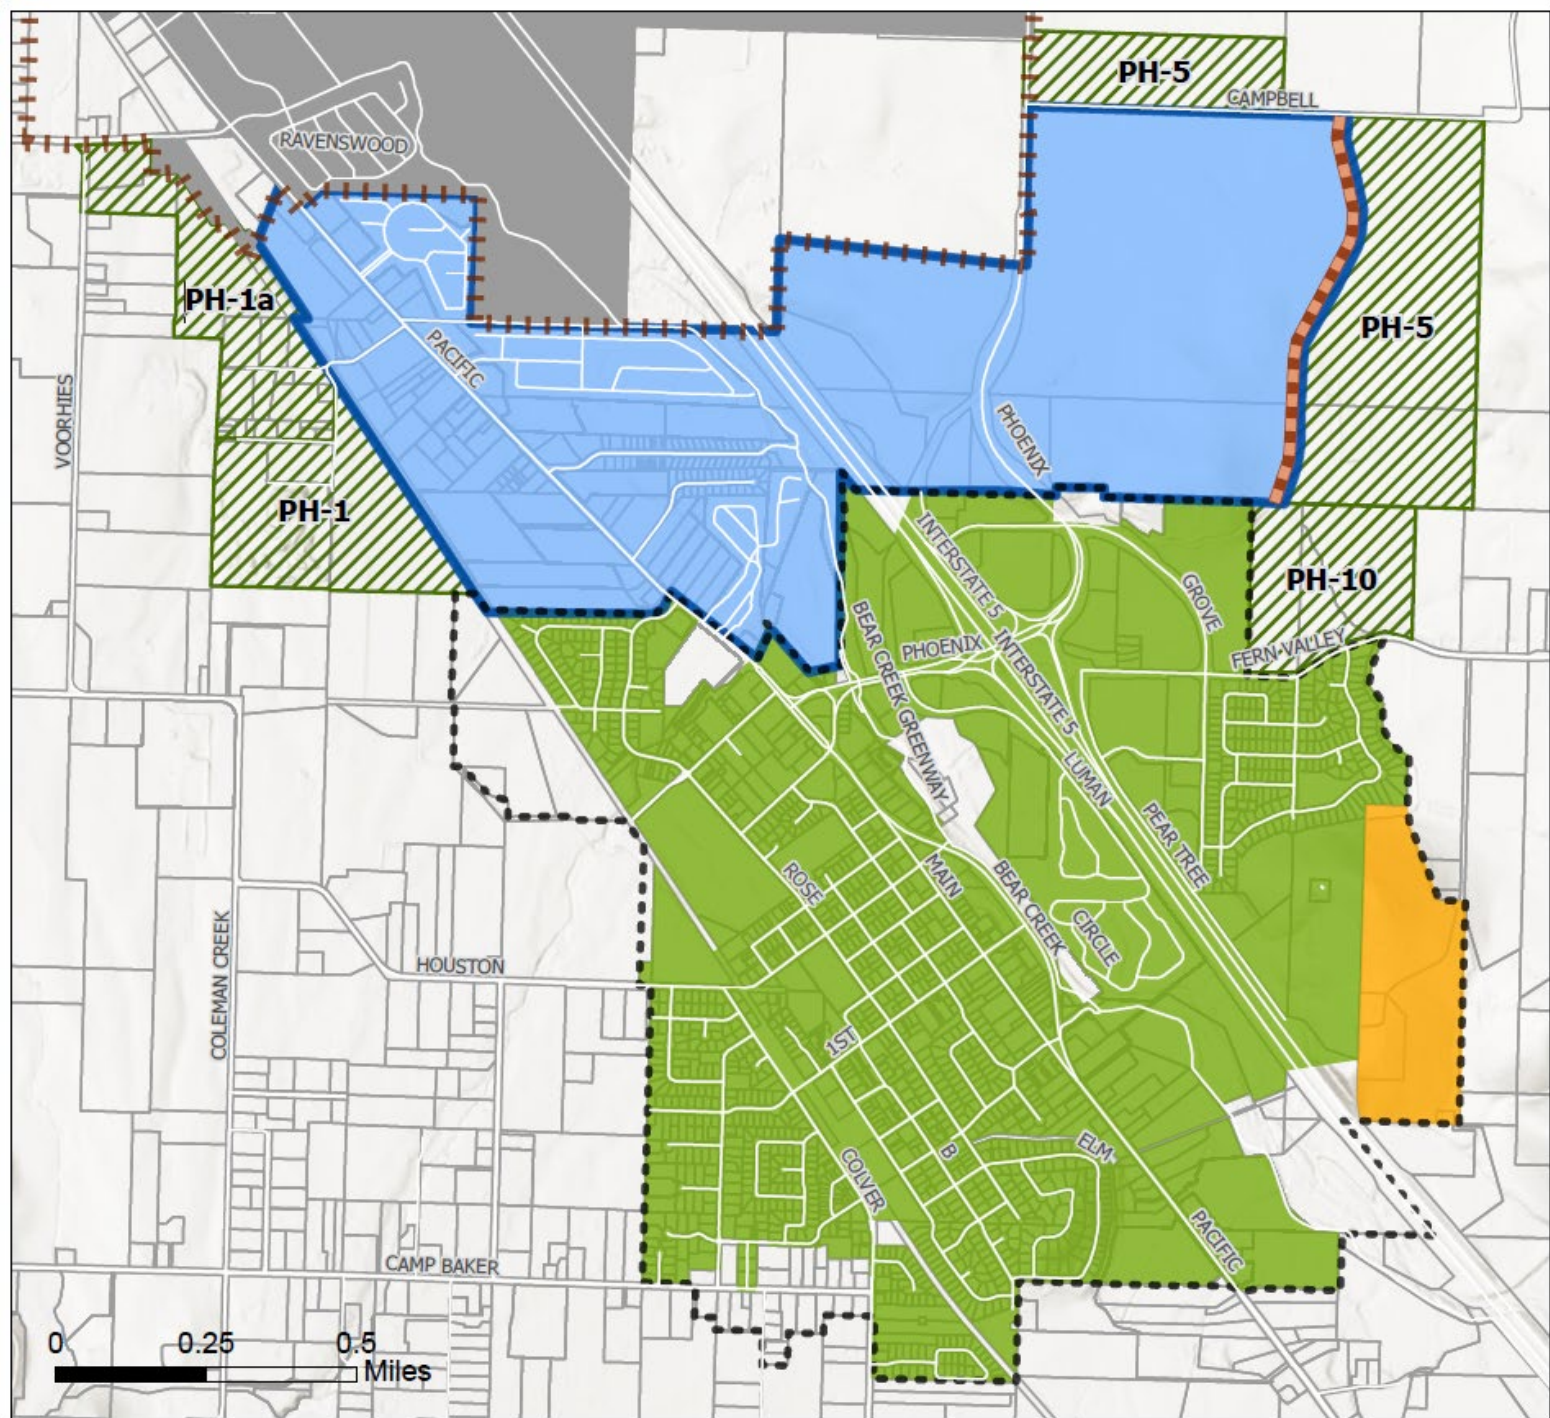 PH-5
CAMPBELL
RAVENSWOOD
PH-1a
PH-5
PACIFIC
VOORHIES
PHOENIX
PH-1
INTERSTATE 5
PH-10
GROVE
BEAR CREEK GREENWAY
PHOENIX
INTERSTATE 5
FERN VALLEY
LUMAN
PEAR TREE
ROSE
MAIN
BEAR CREEK
CIRCLE
COLEMAN CREEK
HOUSTON
1ST
B
ELM
COLVER
PACIFIC
CAMP BAKER
0 0.25 0.5
Miles